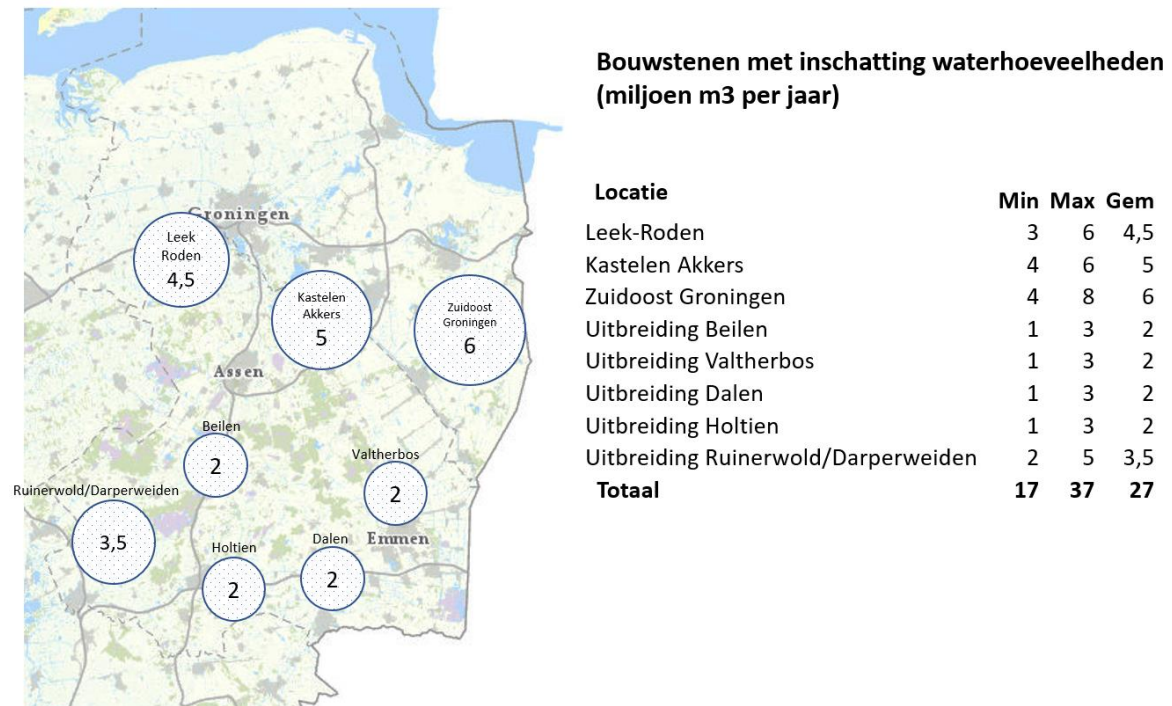 Bouwstenen met inschatting waterhoeveelheden
(miljoen m3 per jaar)
Locatie Min Max Gem
Leek-Roden 3 6 4,5
Kastelen Akkers 4 6 5
Zuidoost Groningen 4 8 6
Uitbreiding Beilen 1 3 2
Uitbreiding Valtherbos 1 3 2
Uitbreiding Dalen 1 3 2
Uitbreiding Holtien 1 3 2
Uitbreiding Ruinerwold/Darperweiden 2 5 3,5
Totaal 17 37 27
Groningen
Leek
Roden
4,5
Kastelen
Akkers
5
Zuidoost
Groningen
6
Assen
Beilen
2
Valtherbos
2
Ruinerwold/Darperweiden
3,5
Emmen
Holtien
2
Dalen
2